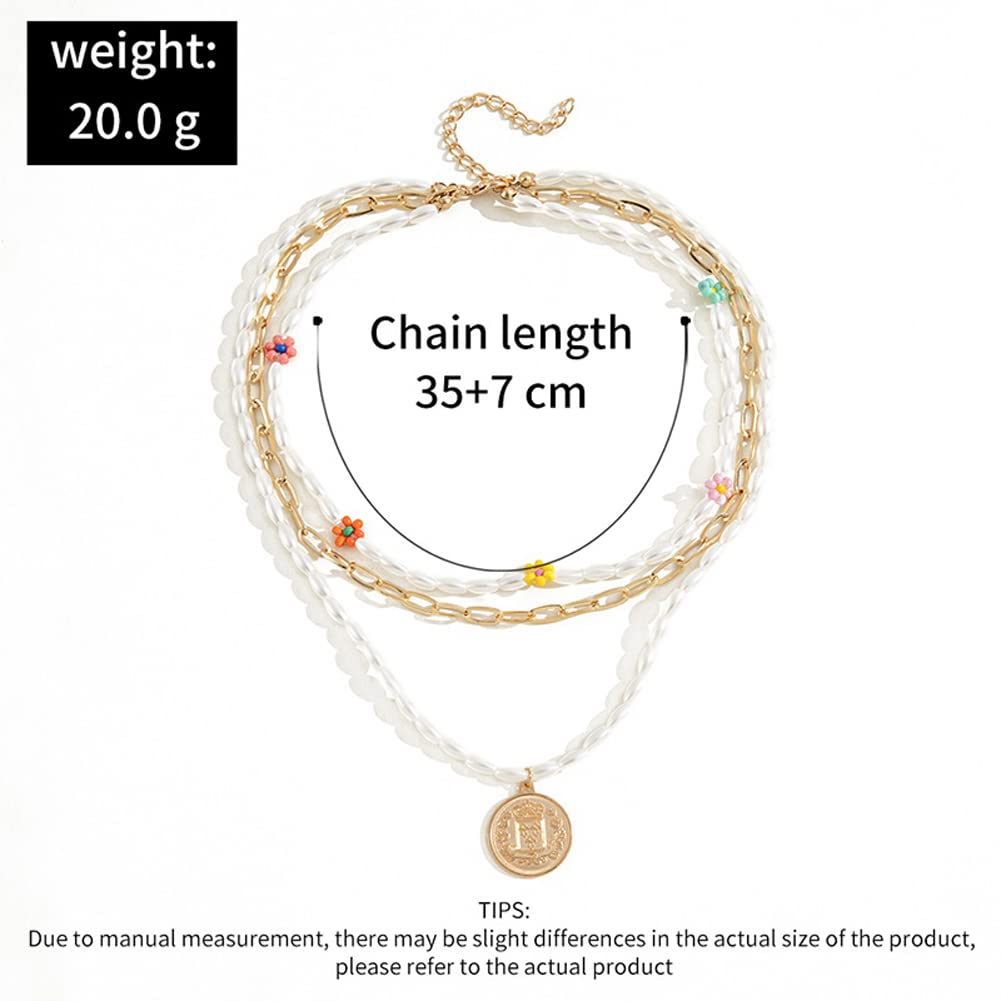 weight:
20.0 g
Chain length
35+7 cm
TIPS:
Due to manual measurement, there may be slight differences in the actual size of the product,
please refer to the actual product